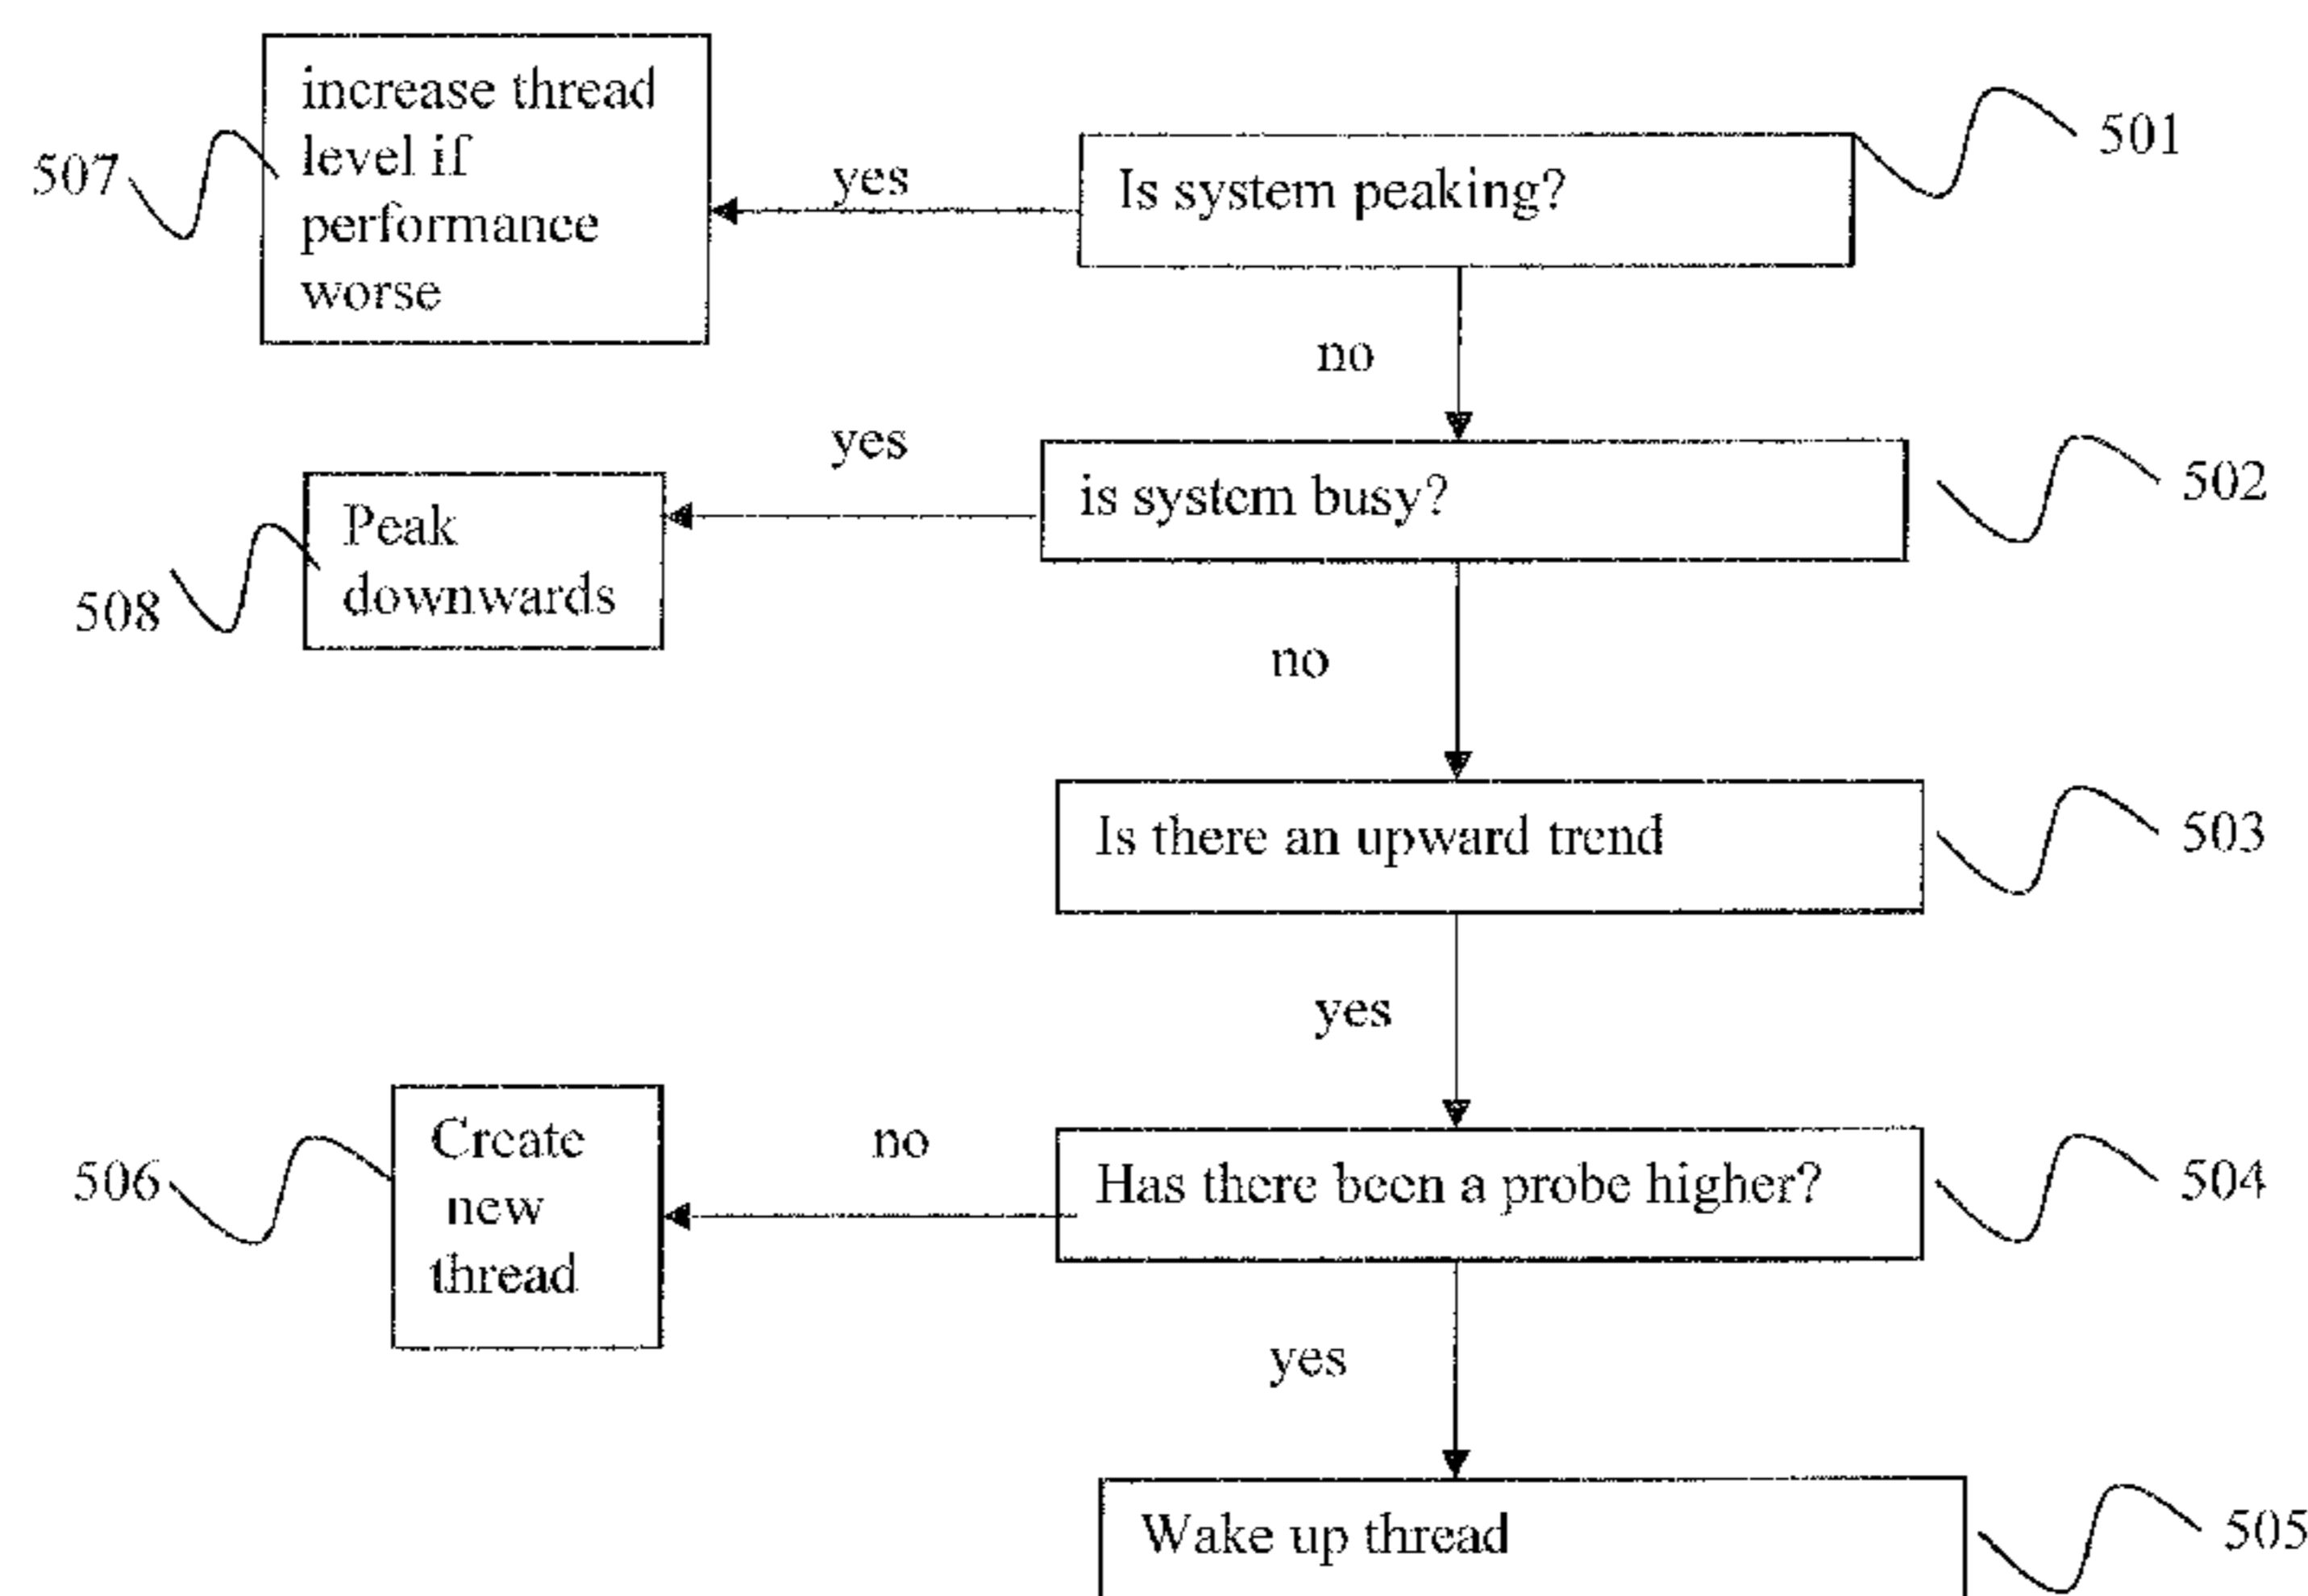 increase thread
level if
performance
worse
507
yes
Is system peaking?
501
no
yes
is system busy?
502
Peak
downwards
508
no
Is there an upward trend
503
yes
Create
new
thread
506
no
Has there been a probe higher?
504
yes
Wake up thread
505